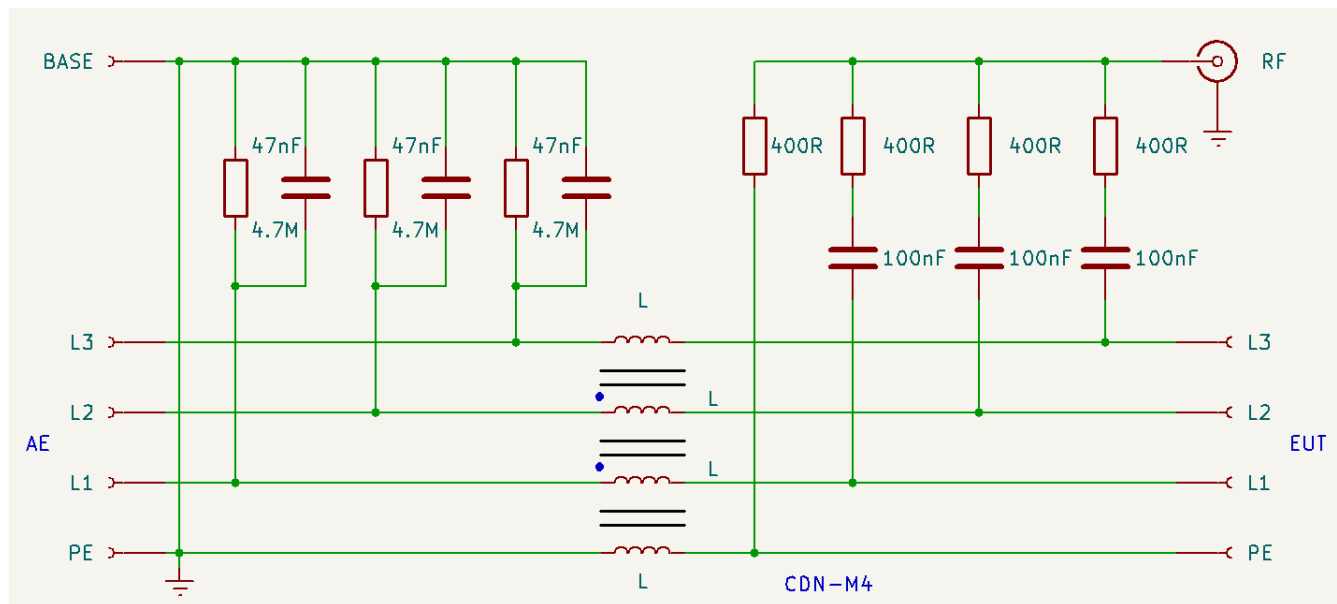 BASE
RF
47nF
47nF
47nF
400R
400R
400R
400R
4.7M
4.7M
4.7M
100nF
100nF
100nF
L
L3
L3
L
L2
L2
AE
EUT
L
L1
L1
PE
PE
L
CDN-M4